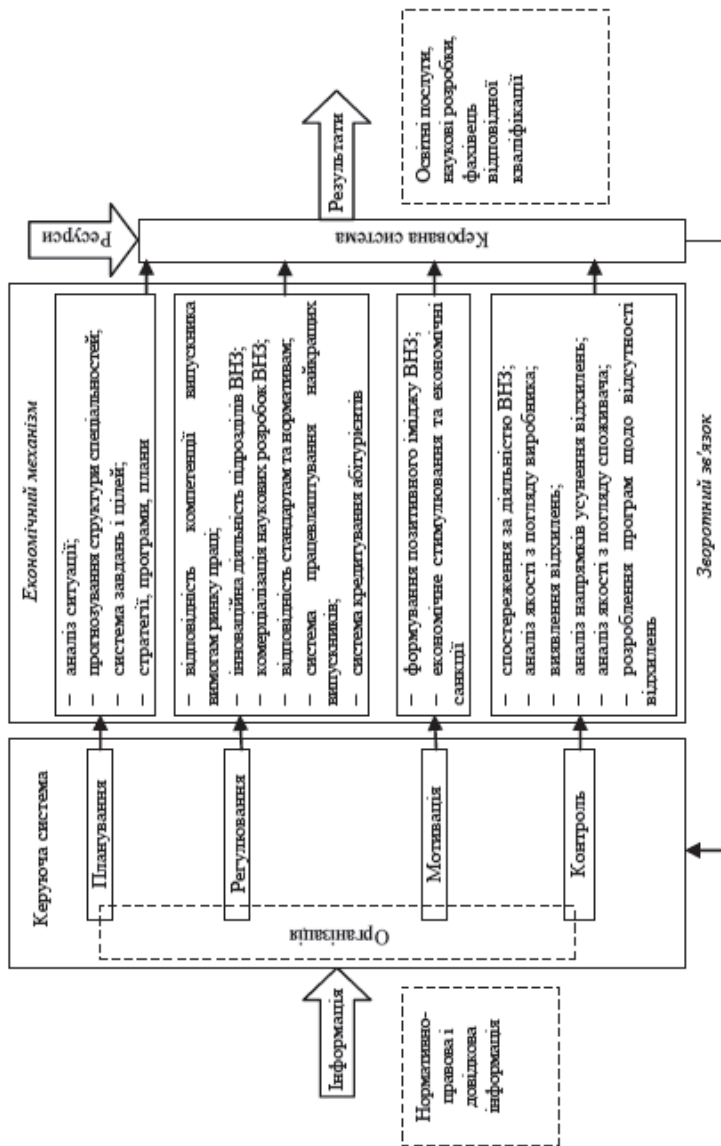 Інформація
Нормативно-
правова і
довідкова
інформація
Керуюча система
Організація
Планування
Регулювання
Мотивація
Контроль
Економічний механізм
– аналіз ситуації;
– прогнозування структури спеціальностей;
– система завдань і цілей;
– стратегії, програми, плани
– відповідність компетенції випускника
вимогам ринку праці;
– інноваційна діяльність підрозділів ВНЗ;
– комерціалізація наукових розробок ВНЗ;
– відповідність стандартам та нормативам;
– система працевлаштування найкращих
випускників;
– система кредитування абітурієнтів
– формування позитивного іміджу ВНЗ;
– економічне стимулювання та економічні
санкції
– спостереження за діяльністю ВНЗ;
– аналіз якості з погляду виробника;
– виявлення відхилень;
– аналіз напрямків усунення відхилень;
– аналіз якості з погляду споживача;
– розроблення програм щодо відсутності
відхилень
Зворотний зв’язок
Ресурси
Керована система
Результати
Освітні послуги,
наукові розробки,
фахівець
відповідної
кваліфікації